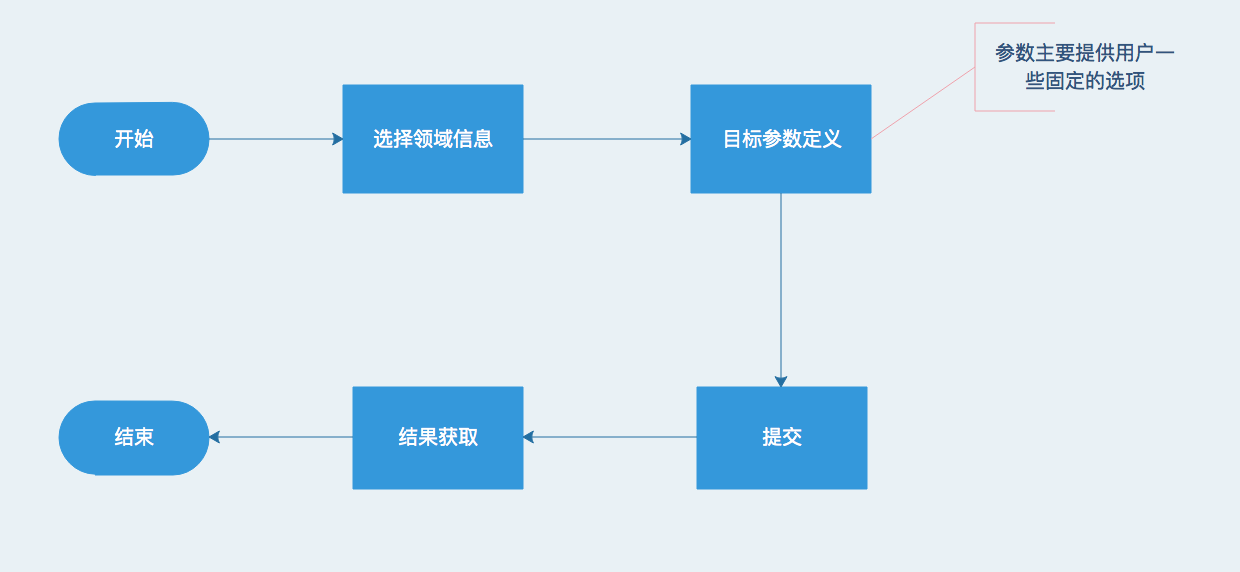 参数主要提供用户一
些固定的选项
开始
选择领域信息
目标参数定义
结束
结果获取
提交